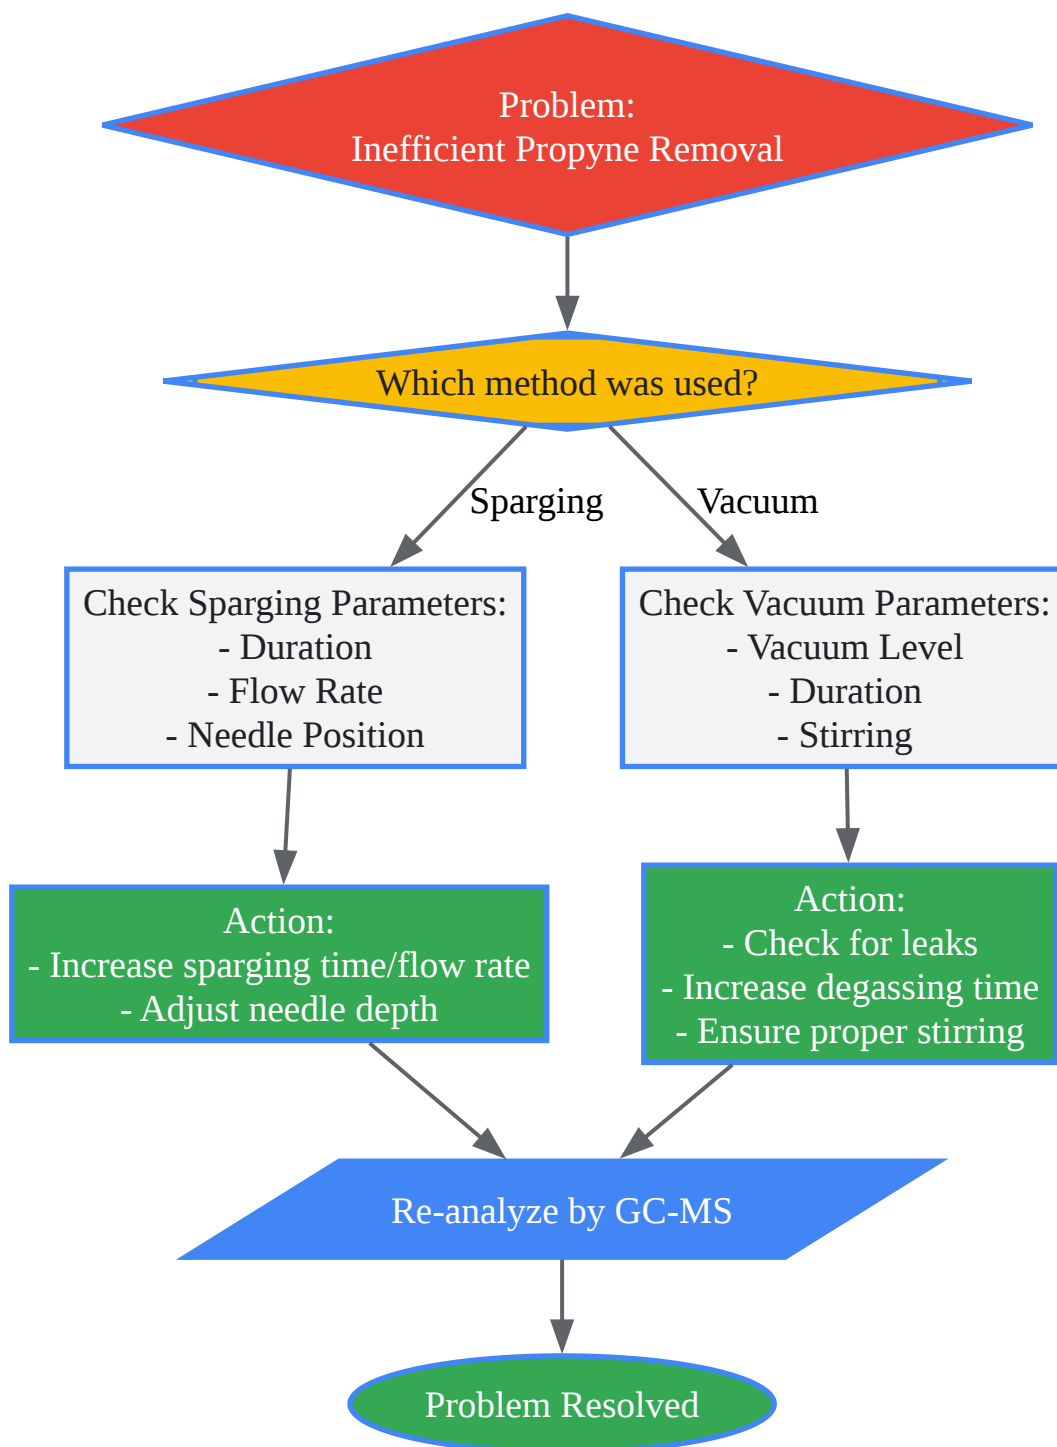 Problem:
Inefficient Propyne Removal
Which method was used?
Sparging
Vacuum
Check Sparging Parameters:
- Duration
- Flow Rate
- Needle Position
Check Vacuum Parameters:
- Vacuum Level
- Duration
- Stirring
Action:
- Increase sparging time/flow rate
- Adjust needle depth
Action:
- Check for leaks
- Increase degassing time
- Ensure proper stirring
Re-analyze by GC-MS
Problem Resolved